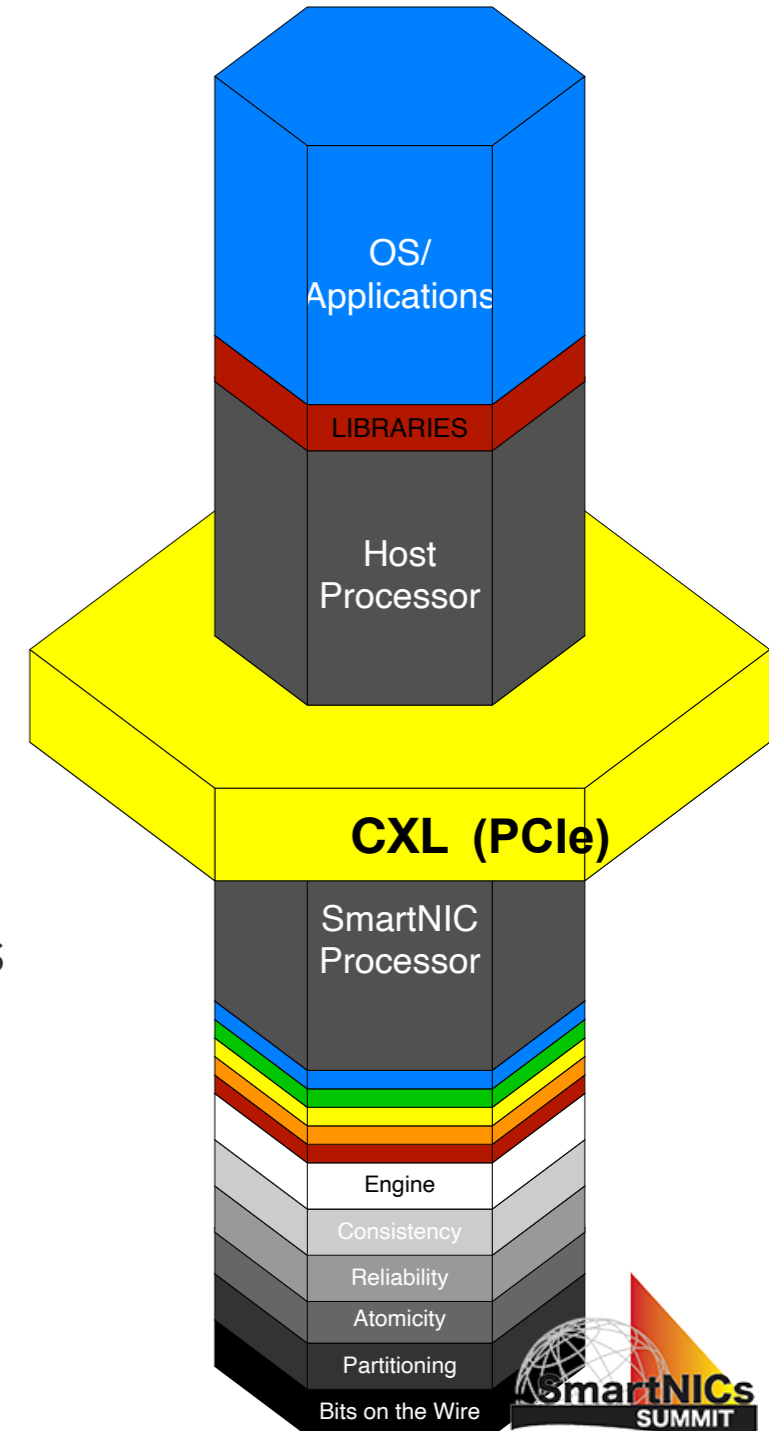 OS/
Applications
LIBRARIES
Host
Processor
CXL (PCIe)
SmartNIC
Processor
s
Engine
Consistency
Reliability
Atomicity
Partitioning
Bits on the Wire
SmartNICs
SUMMIT